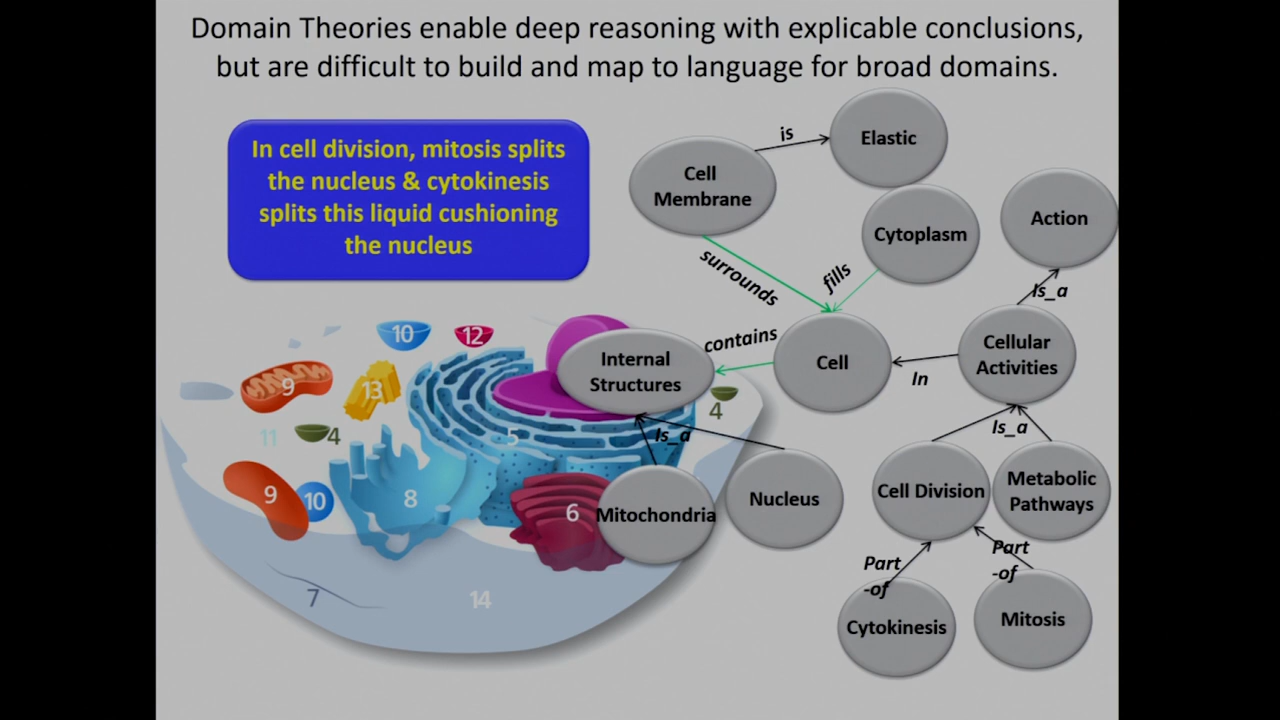 Domain Theories enable deep reasoning with explicable conclusions,
but are difficult to build and map to language for broad domains.
In cell division, mitosis splits
the nucleus & cytokinesis
splits this liquid cushioning
the nucleus
is
Elastic
Cell
Membrane
Cytoplasm
Action
surrounds
fills
Is_a
10
12
Internal
Structures
contains
Cell
In
Cellular
Activities
9
13
4
11
4
5
Is_a
Is_a
9
10
8
6
Mitochondria
Nucleus
Cell Division
Metabolic
Pathways
Part
-of
Part
-of
7
14
Cytokinesis
Mitosis